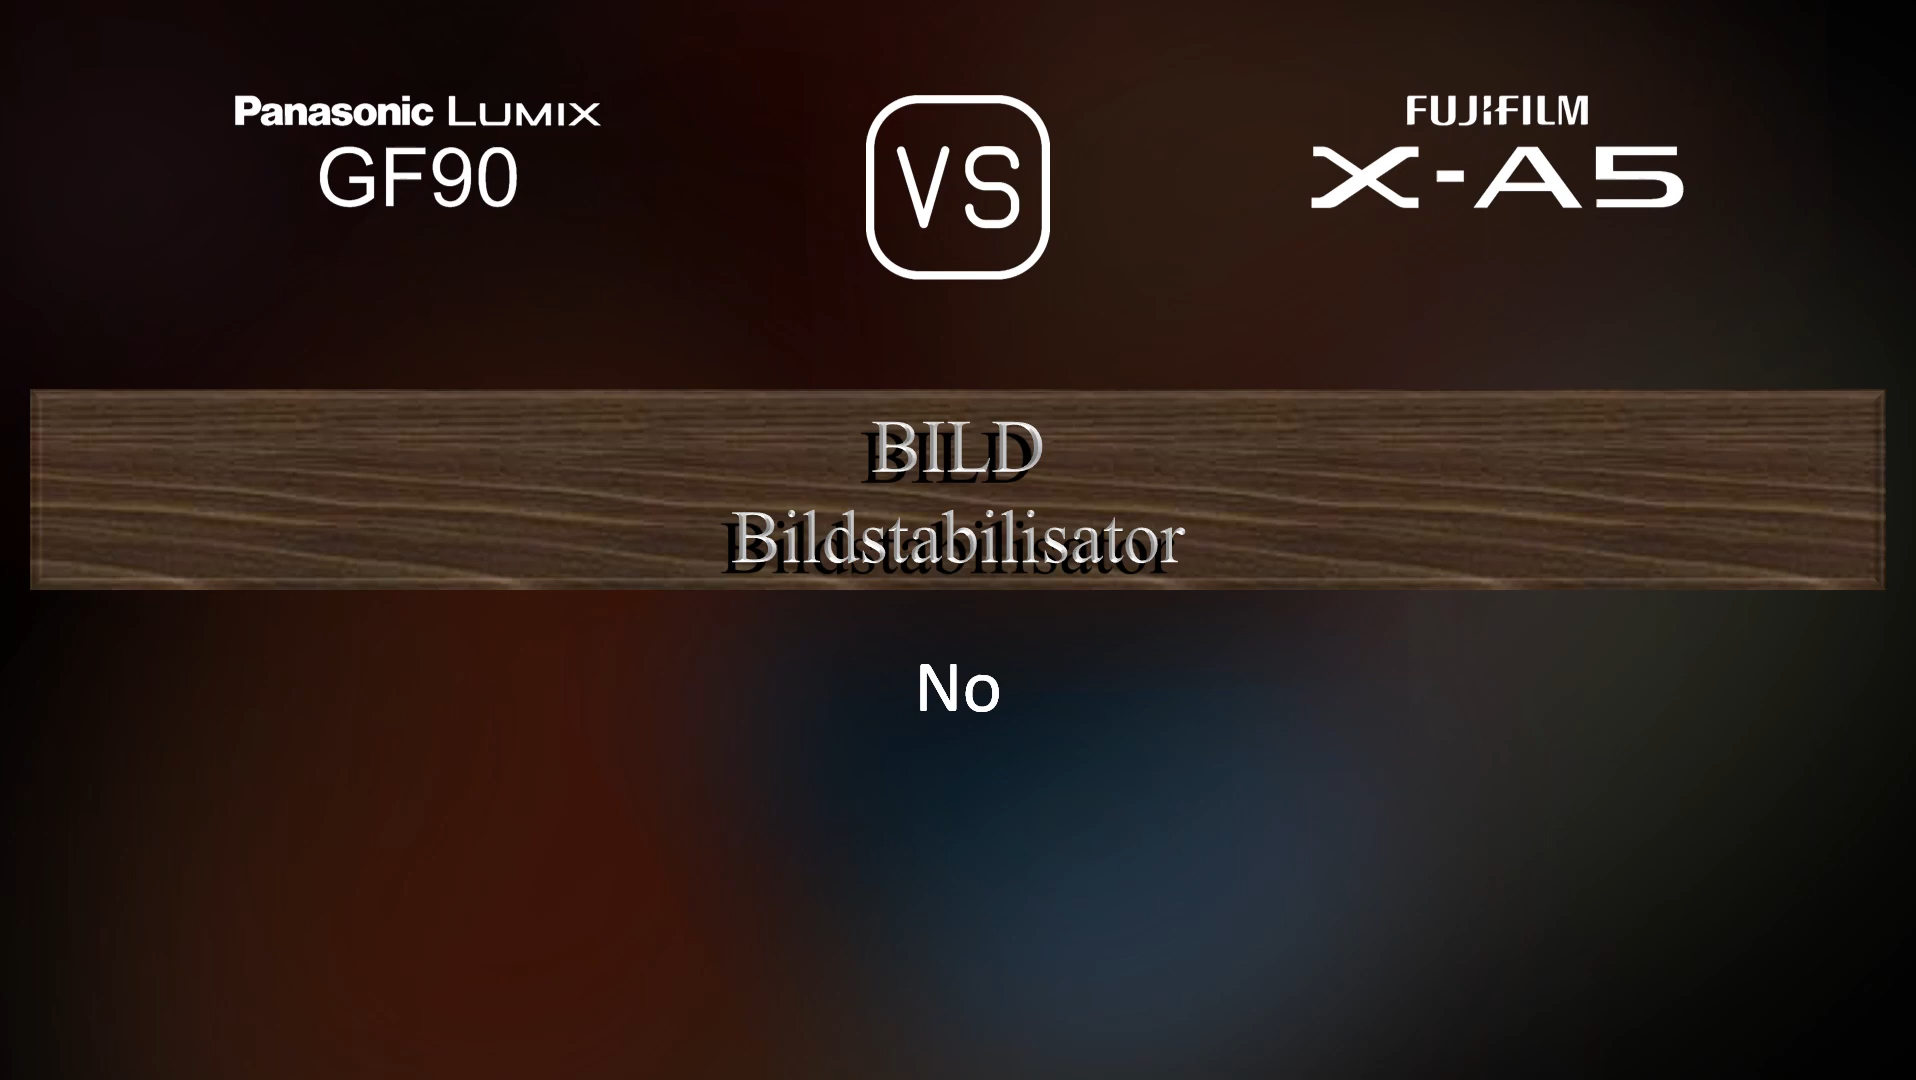 Panasonic LUMIX
GF90
VS
FUJIFILM
X-A5
BILD
Bildstabilisator
No